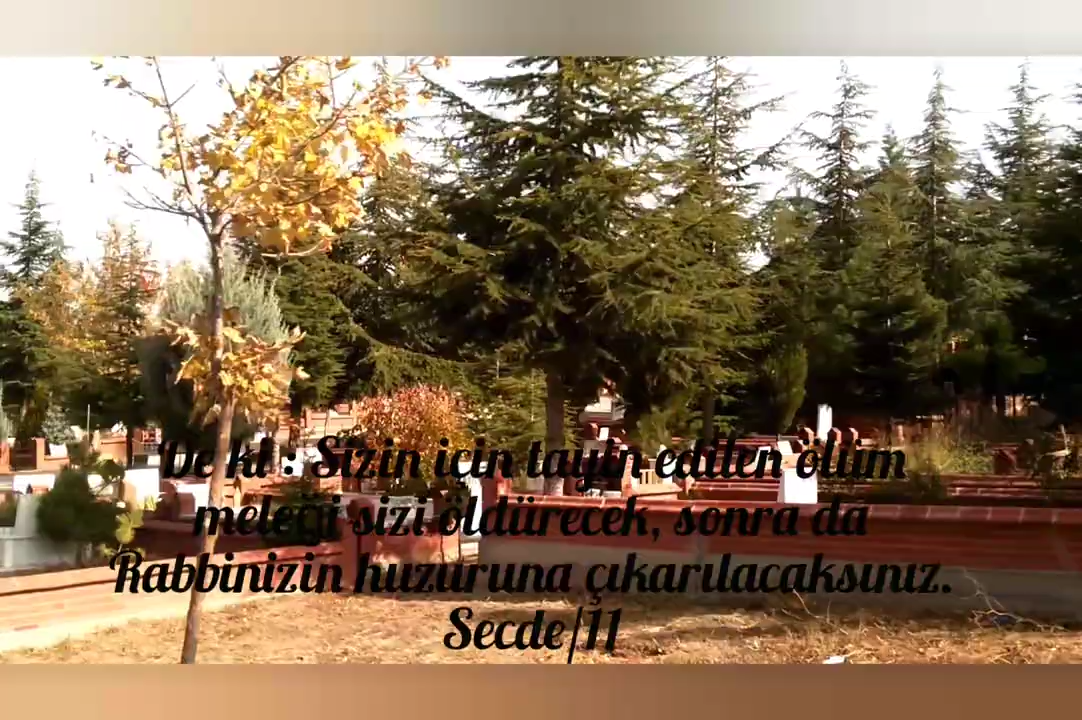 De ki : Sizin için tayin edilen ölüm
meleği sizi öldürecek, sonra da
Rabbinizin huzuruna çıkarılacaksınız.
Secde/11